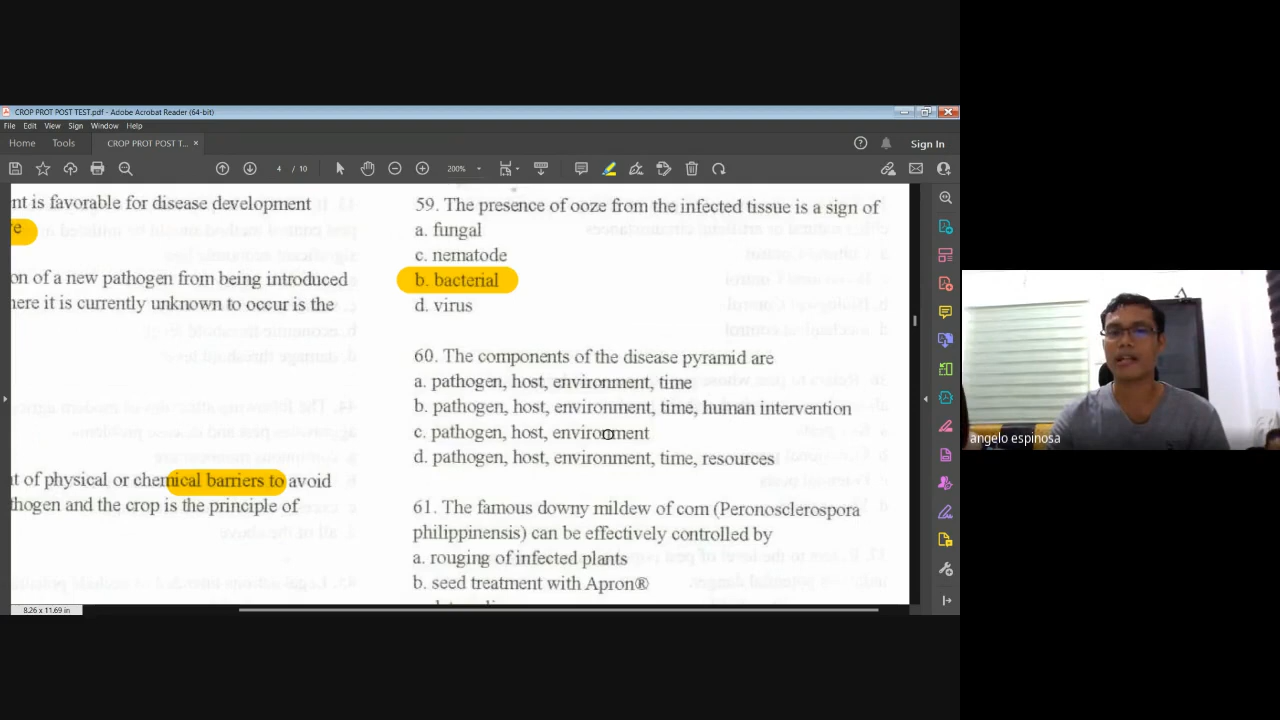 CROP PROT POST TEST.pdf - Adobe Acrobat Reader (64-bit)
File Edit View Sign Window Help
Home Tools CROP PROT POST T... × Sign In
4 / 10 200%
nt is favorable for disease development
e
on of a new pathogen from being introduced
here it is currently unknown to occur is the
t of physical or chemical barriers to avoid
hogen and the crop is the principle of
59. The presence of ooze from the infected tissue is a sign of
a. fungal
c. nematode
b. bacterial
d. virus
60. The components of the disease pyramid are
a. pathogen, host, environment, time
b. pathogen, host, environment, time, human intervention
c. pathogen, host, environment
d. pathogen, host, environment, time, resources
61. The famous downy mildew of com (Peronosclerospora
philippinensis) can be effectively controlled by
a. rouging of infected plants
b. seed treatment with Apron®
8.26 x 11.69 in
angelo espinosa